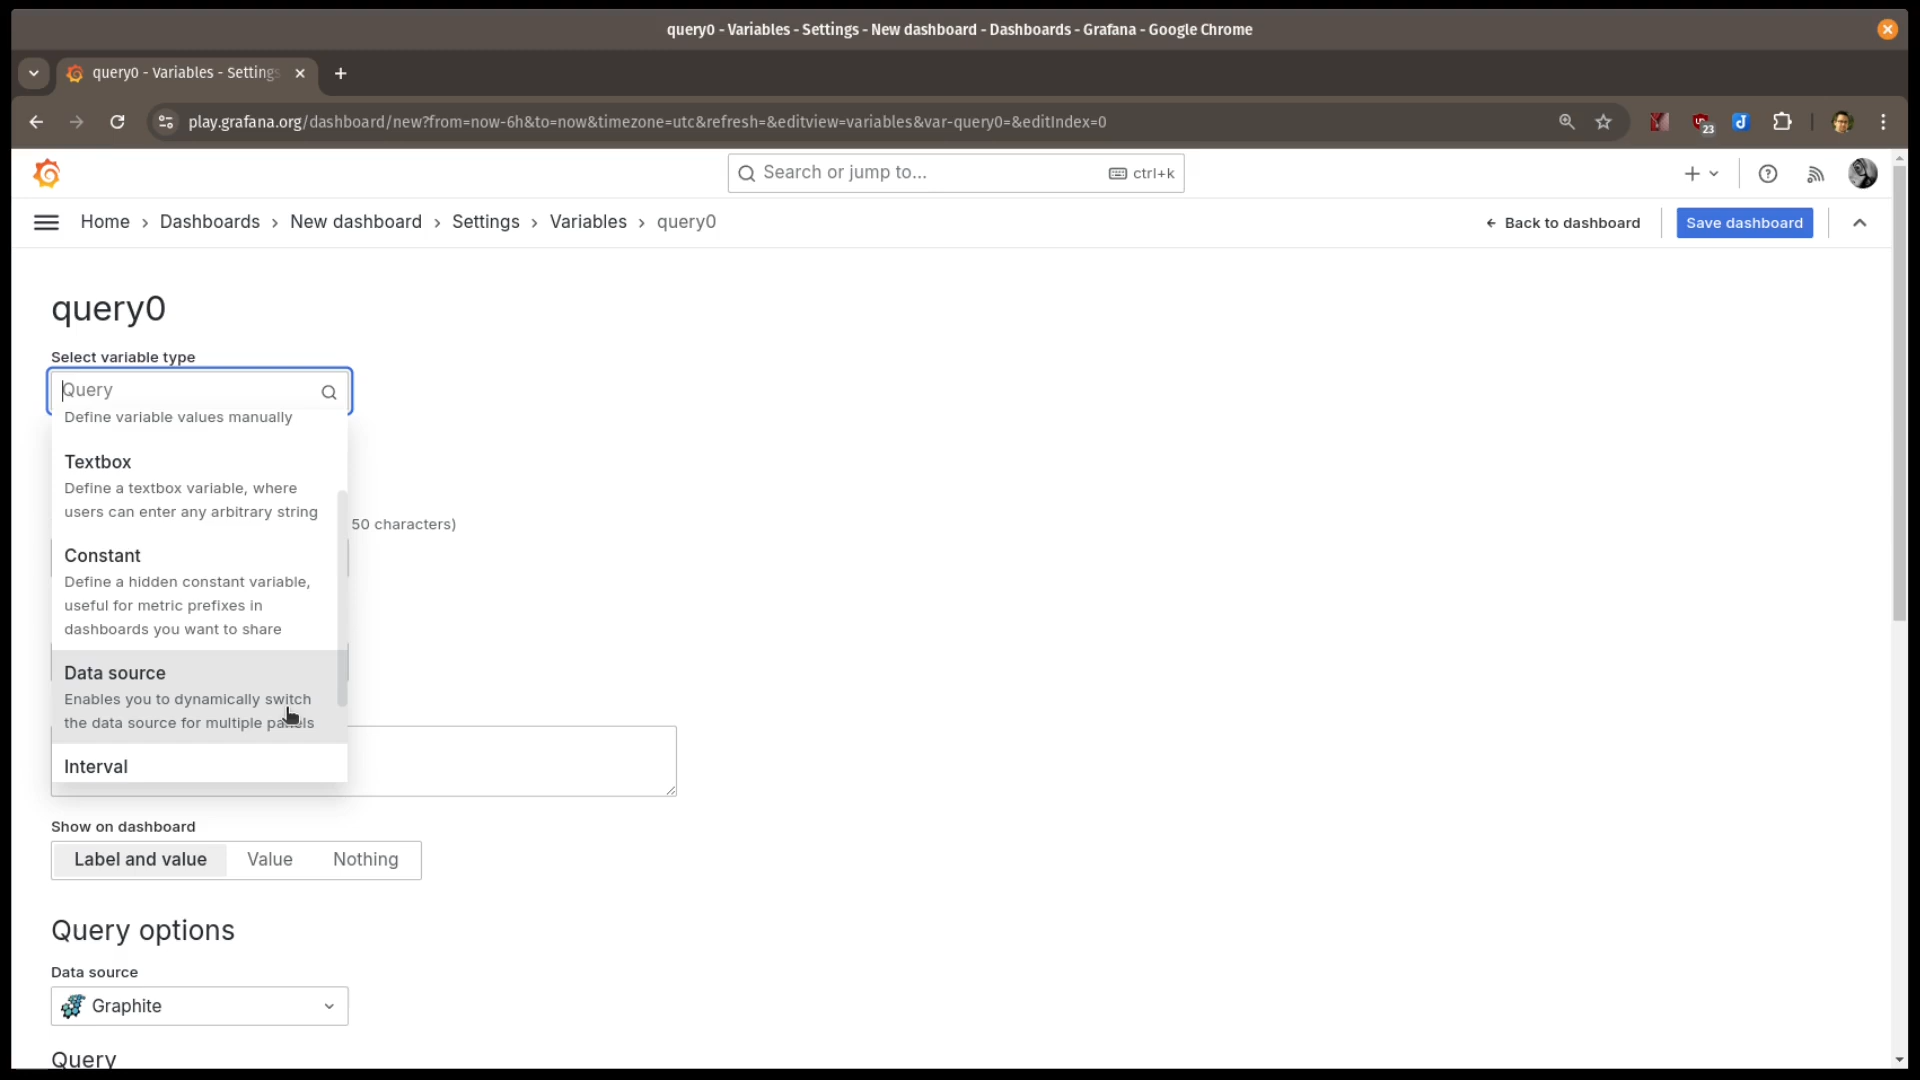 query0 - Variables - Settings - New dashboard - Dashboards - Grafana - Google Chrome
query0 - Variables - Settings
play.grafana.org/dashboard/new?from=now-6h&to=now&timezone=utc&refresh=&editview=variables&var-query0=&editIndex=0
23
Search or jump to...
ctrl+k
Home › Dashboards › New dashboard › Settings › Variables › query0
Back to dashboard
Save dashboard
query0
Select variable type
Query
Define variable values manually
Textbox
Define a textbox variable, where
users can enter any arbitrary string
50 characters)
Constant
Define a hidden constant variable,
useful for metric prefixes in
dashboards you want to share
Data source
Enables you to dynamically switch
the data source for multiple panels
Interval
Show on dashboard
Label and value
Value
Nothing
Query options
Data source
Graphite
Query